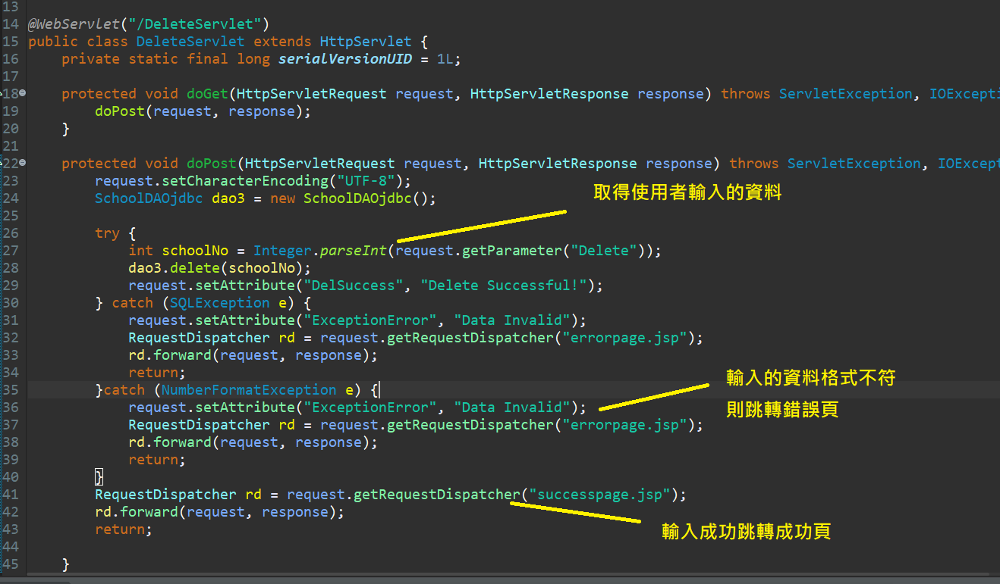 13
14 @WebServlet("/DeleteServlet")
15 public class DeleteServlet extends HttpServlet {
16     private static final long serialVersionUID = 1L;
17
18     protected void doGet(HttpServletRequest request, HttpServletResponse response) throws ServletException, IOExcepti
19         doPost(request, response);
20     }
21
22     protected void doPost(HttpServletRequest request, HttpServletResponse response) throws ServletException, IOExcept
23         request.setCharacterEncoding("UTF-8");
取得使用者輸入的資料
24         SchoolDAOjdbc dao3 = new SchoolDAOjdbc();
25
26         try {
27             int schoolNo = Integer.parseInt(request.getParameter("Delete"));
28             dao3.delete(schoolNo);
29             request.setAttribute("DelSuccess", "Delete Successful!");
30         } catch (SQLException e) {
31             request.setAttribute("ExceptionError", "Data Invalid");
32             RequestDispatcher rd = request.getRequestDispatcher("errorpage.jsp");
33             rd.forward(request, response);
34             return;
輸入的資料格式不符
35         }catch (NumberFormatException e) {
36             request.setAttribute("ExceptionError", "Data Invalid");
則跳轉錯誤頁
37             RequestDispatcher rd = request.getRequestDispatcher("errorpage.jsp");
38             rd.forward(request, response);
39             return;
40         }
41         RequestDispatcher rd = request.getRequestDispatcher("successpage.jsp");
42         rd.forward(request, response);
43         return;
輸入成功跳轉成功頁
44
45     }